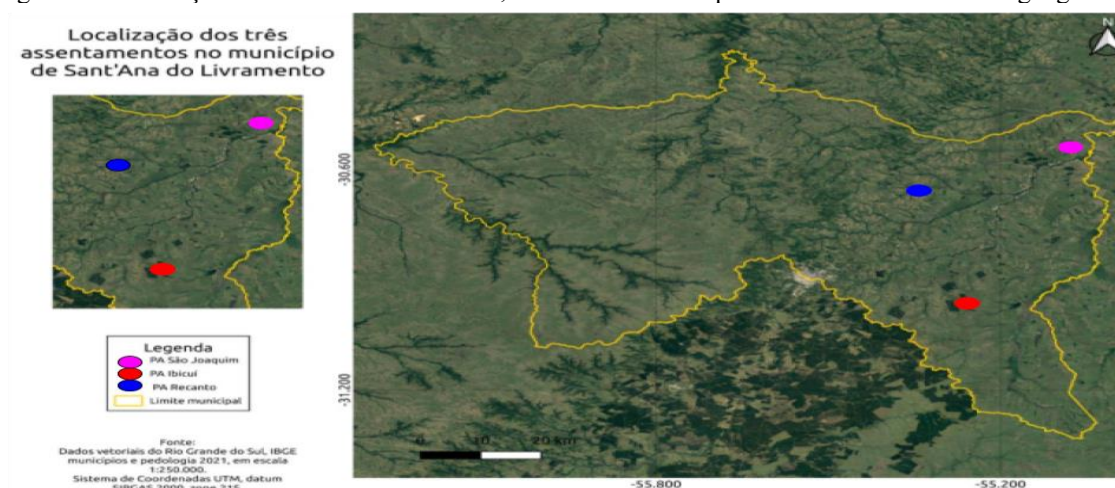 Localização dos três
assentamentos no município
de Sant'Ana do Livramento
Legenda
PA São Joaquim
PA Ibicuí
PA Recanto
Limite municipal
Fonte:
Dados vetoriais do Rio Grande do Sul, IBGE
municípios e pedologia 2021, em escala
1:250.000.
Sistema de Coordenadas UTM, datum
-30.600
-31.200
N
0 10 20 km
-55.800
-55.200